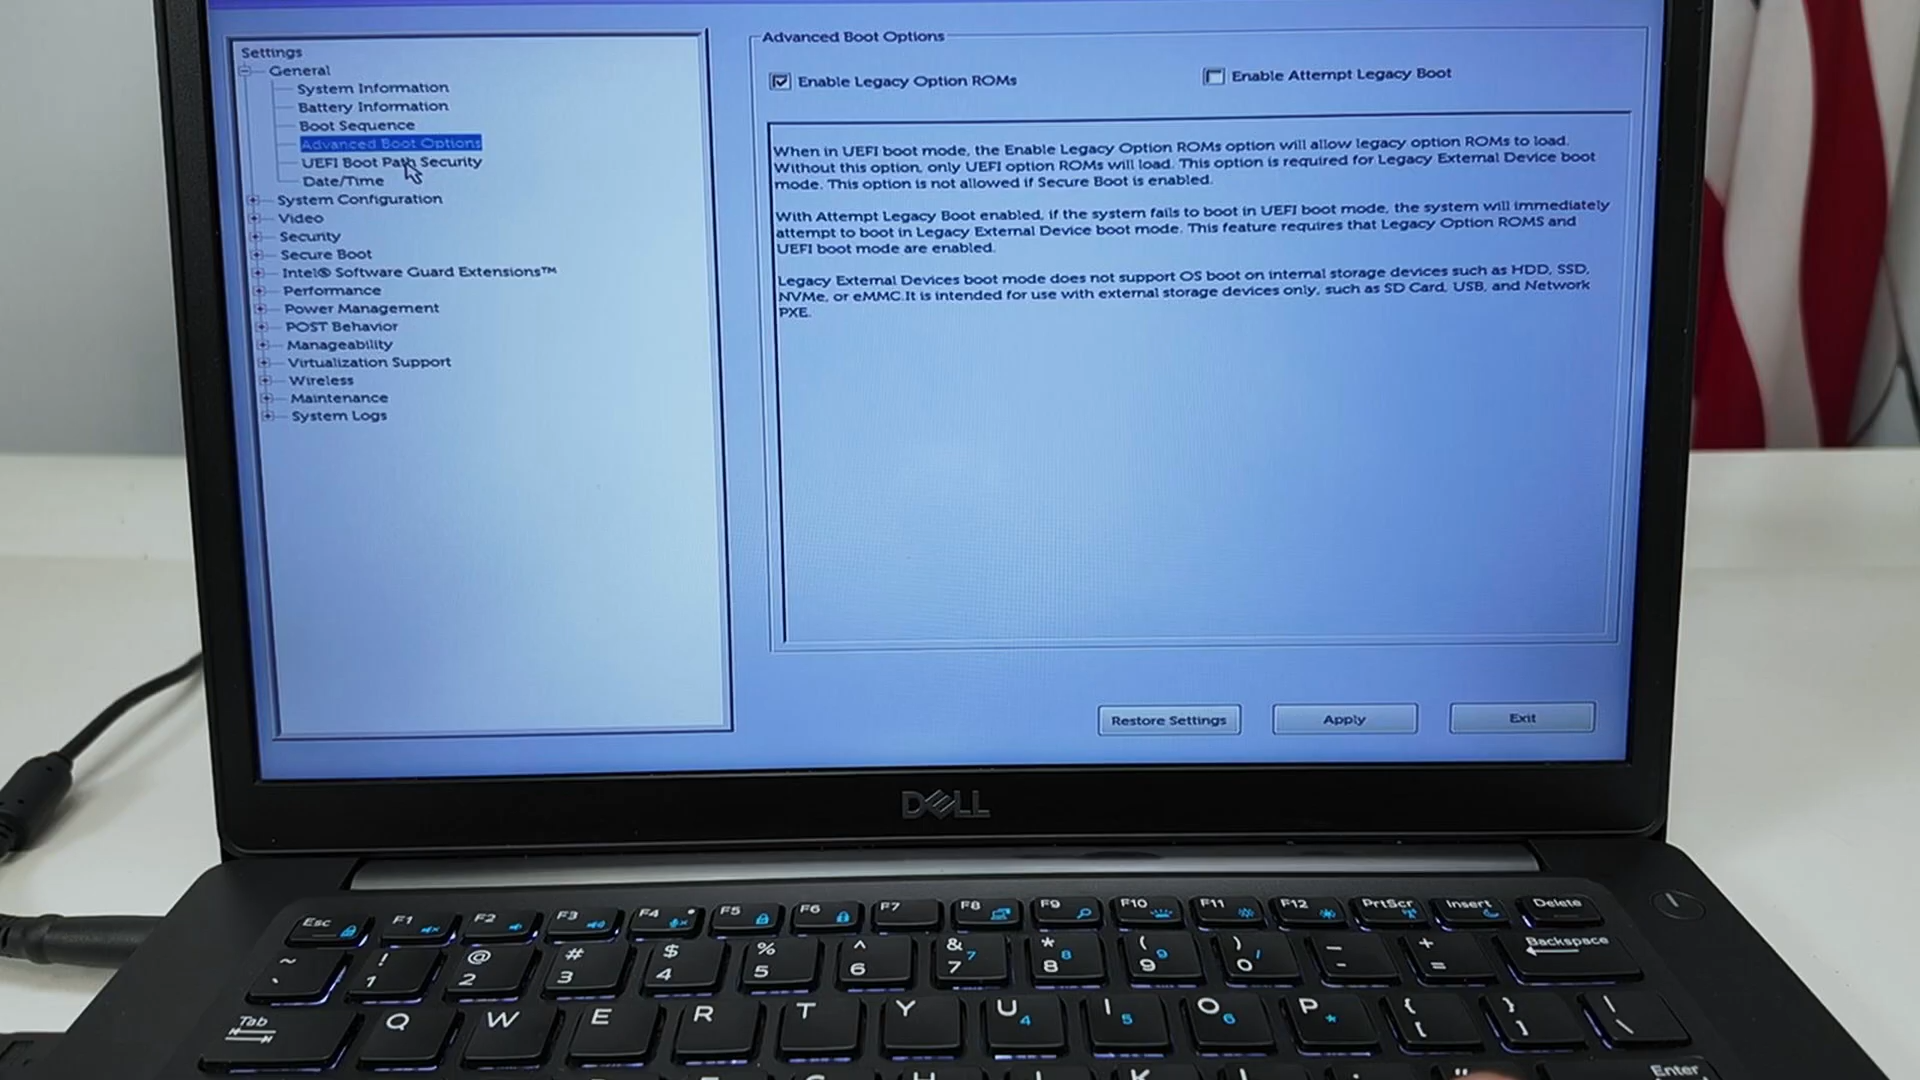 Settings
General
System Information
Battery Information
Boot Sequence
Advanced Boot Options
UEFI Boot Path Security
Date/Time
System Configuration
Video
Security
Secure Boot
Intel® Software Guard Extensions™
Performance
Power Management
POST Behavior
Manageability
Virtualization Support
Wireless
Maintenance
System Logs
Advanced Boot Options
Enable Legacy Option ROMs
Enable Attempt Legacy Boot
When in UEFI boot mode, the Enable Legacy Option ROMs option will allow legacy option ROMs to load.
Without this option, only UEFI option ROMs will load. This option is required for Legacy External Device boot
mode. This option is not allowed if Secure Boot is enabled.
With Attempt Legacy Boot enabled, if the system fails to boot in UEFI boot mode, the system will immediately
attempt to boot in Legacy External Device boot mode. This feature requires that Legacy Option ROMS and
UEFI boot mode are enabled.
Legacy External Devices boot mode does not support OS boot on internal storage devices such as HDD, SSD,
NVMe, or eMMC.It is intended for use with external storage devices only, such as SD Card, USB, and Network
PXE.
Restore Settings Apply Exit
DELL
Esc F1 F2 F3 F4 F5 F6 F7 F8 F9 F10 F11 F12 PrtScr Insert Delete
~ ! @ # $ % ^ & * ( ) _ + Backspace
` 1 2 3 4 5 6 7 7 8 8 9 9 0 / - =
Tab Q W E R T Y U 4 I 5 O 6 P * { [ } ] | \
Enter